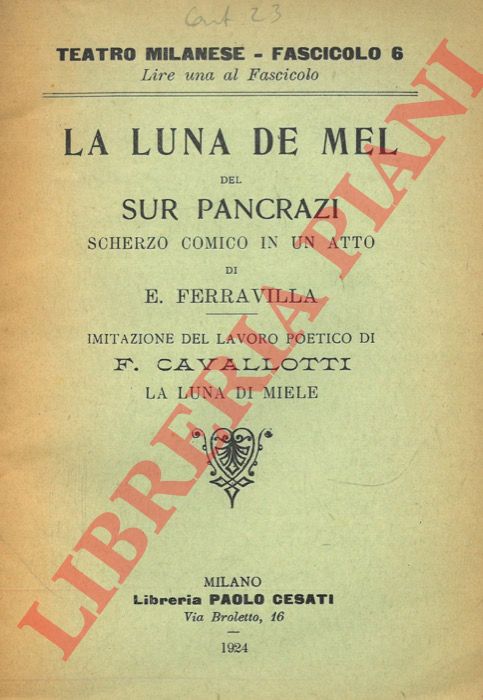 Cart. 23
TEATRO MILANESE - FASCICOLO 6
Lire una al Fascicolo
LA LUNA DE MEL
DEL
SUR PANCRAZI
SCHERZO COMICO IN UN ATTO
DI
E. FERRAVILLA
IMITAZIONE DEL LAVORO POETICO DI
F. CAVALLOTTI
LA LUNA DI MIELE
MILANO
Libreria PAOLO CESATI
Via Broletto, 16
1924
LIBRERIA PIANI